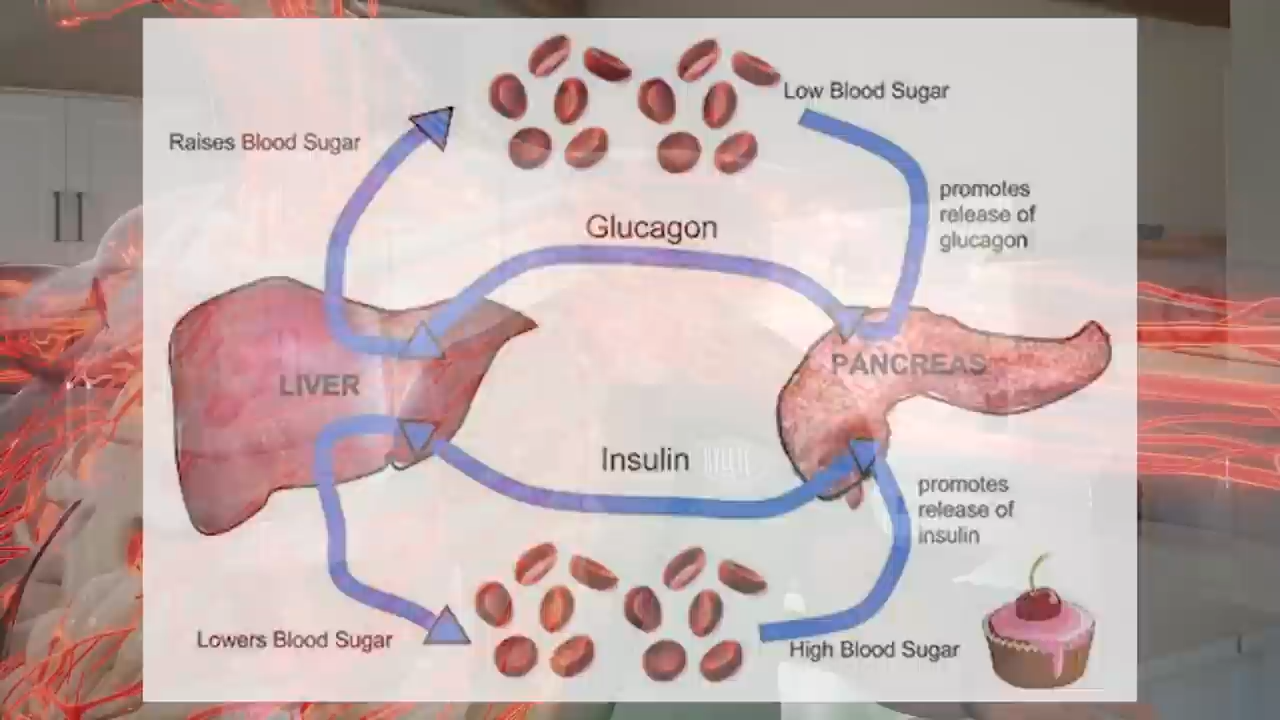 Low Blood Sugar
Raises Blood Sugar
promotes
release of
glucagon
Glucagon
PANCREAS
LIVER
Insulin
promotes
release of
insulin
Lowers Blood Sugar
High Blood Sugar